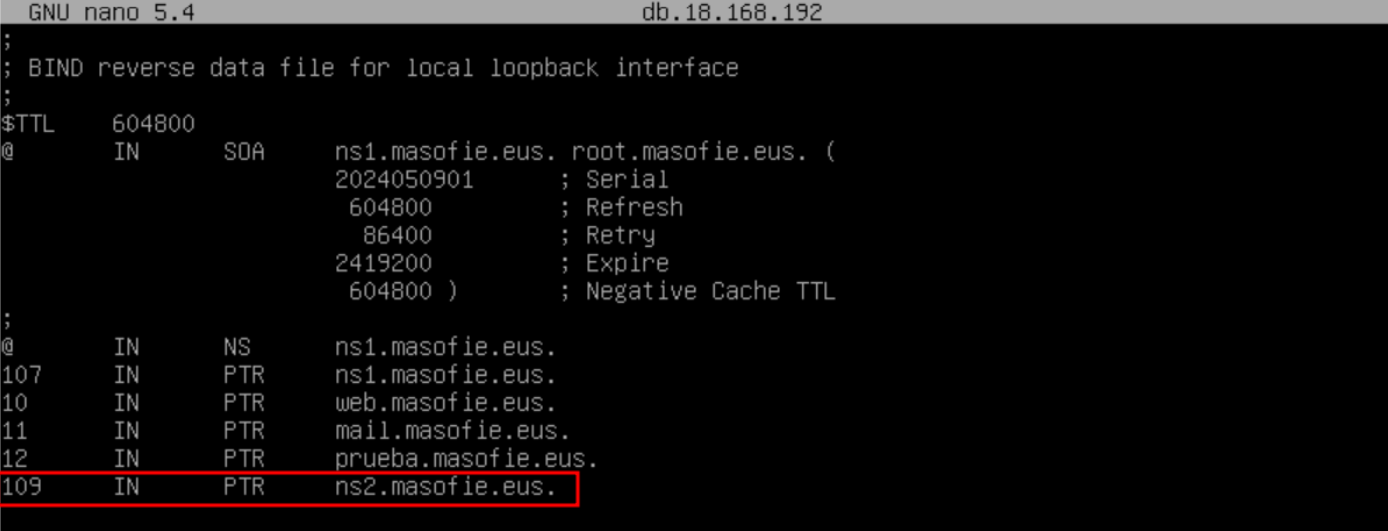 GNU nano 5.4 db.18.168.192
;
; BIND reverse data file for local loopback interface
;
$TTL 604800
@ IN SOA ns1.masofie.eus. root.masofie.eus. (
2024050901 ; Serial
604800 ; Refresh
86400 ; Retry
2419200 ; Expire
604800 ) ; Negative Cache TTL
;
@ IN NS ns1.masofie.eus.
107 IN PTR ns1.masofie.eus.
10 IN PTR web.masofie.eus.
11 IN PTR mail.masofie.eus.
12 IN PTR prueba.masofie.eus.
109 IN PTR ns2.masofie.eus.